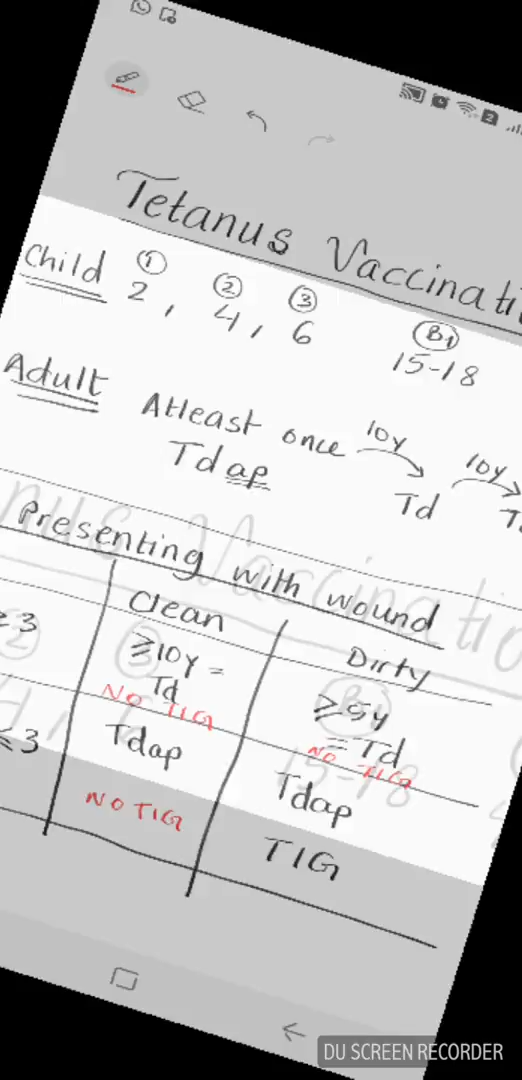 Tetanus Vaccinati
Child ① ② ③ B₁
2, 4, 6 15-18
Adult Atleast once 10y 10y
Tdap Td T
Presenting with wound
Clean Dirty
≥3 ≥10y = ≥5y
Td = Td
NO TIG NO TIG
≤3 Tdap Tdap
NO TIG TIG
DU SCREEN RECORDER